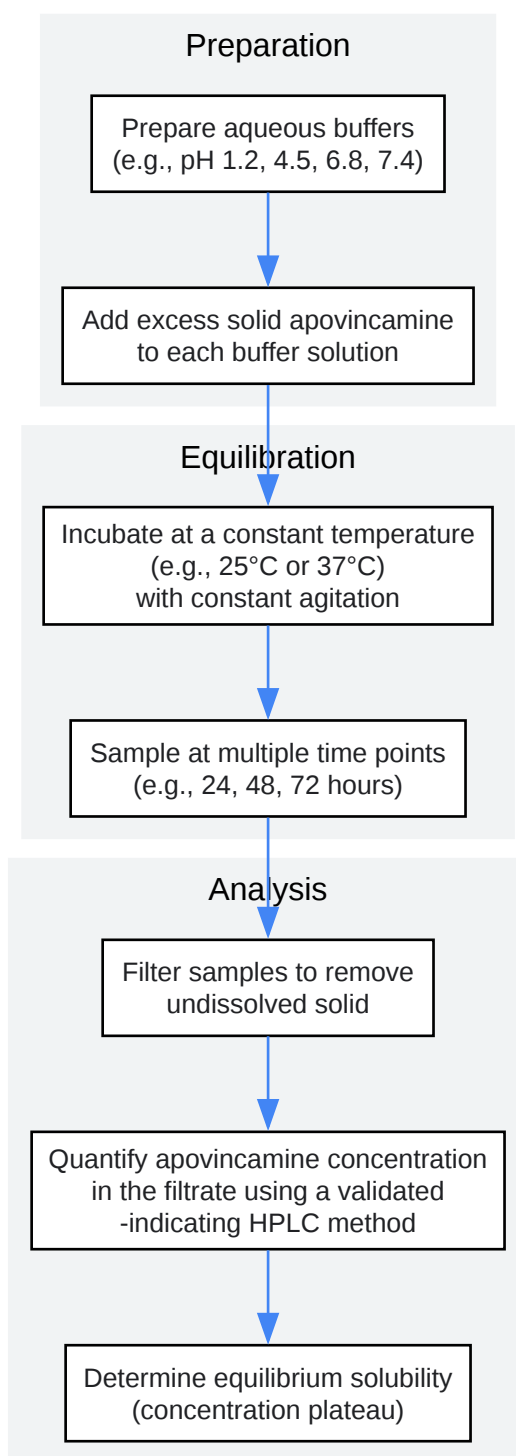 Preparation
Prepare aqueous buffers
(e.g., pH 1.2, 4.5, 6.8, 7.4)
Add excess solid apovincamine
to each buffer solution
Equilibration
Incubate at a constant temperature
(e.g., 25°C or 37°C)
with constant agitation
Sample at multiple time points
(e.g., 24, 48, 72 hours)
Analysis
Filter samples to remove
undissolved solid
Quantify apovincamine concentration
in the filtrate using a validated
-indicating HPLC method
Determine equilibrium solubility
(concentration plateau)